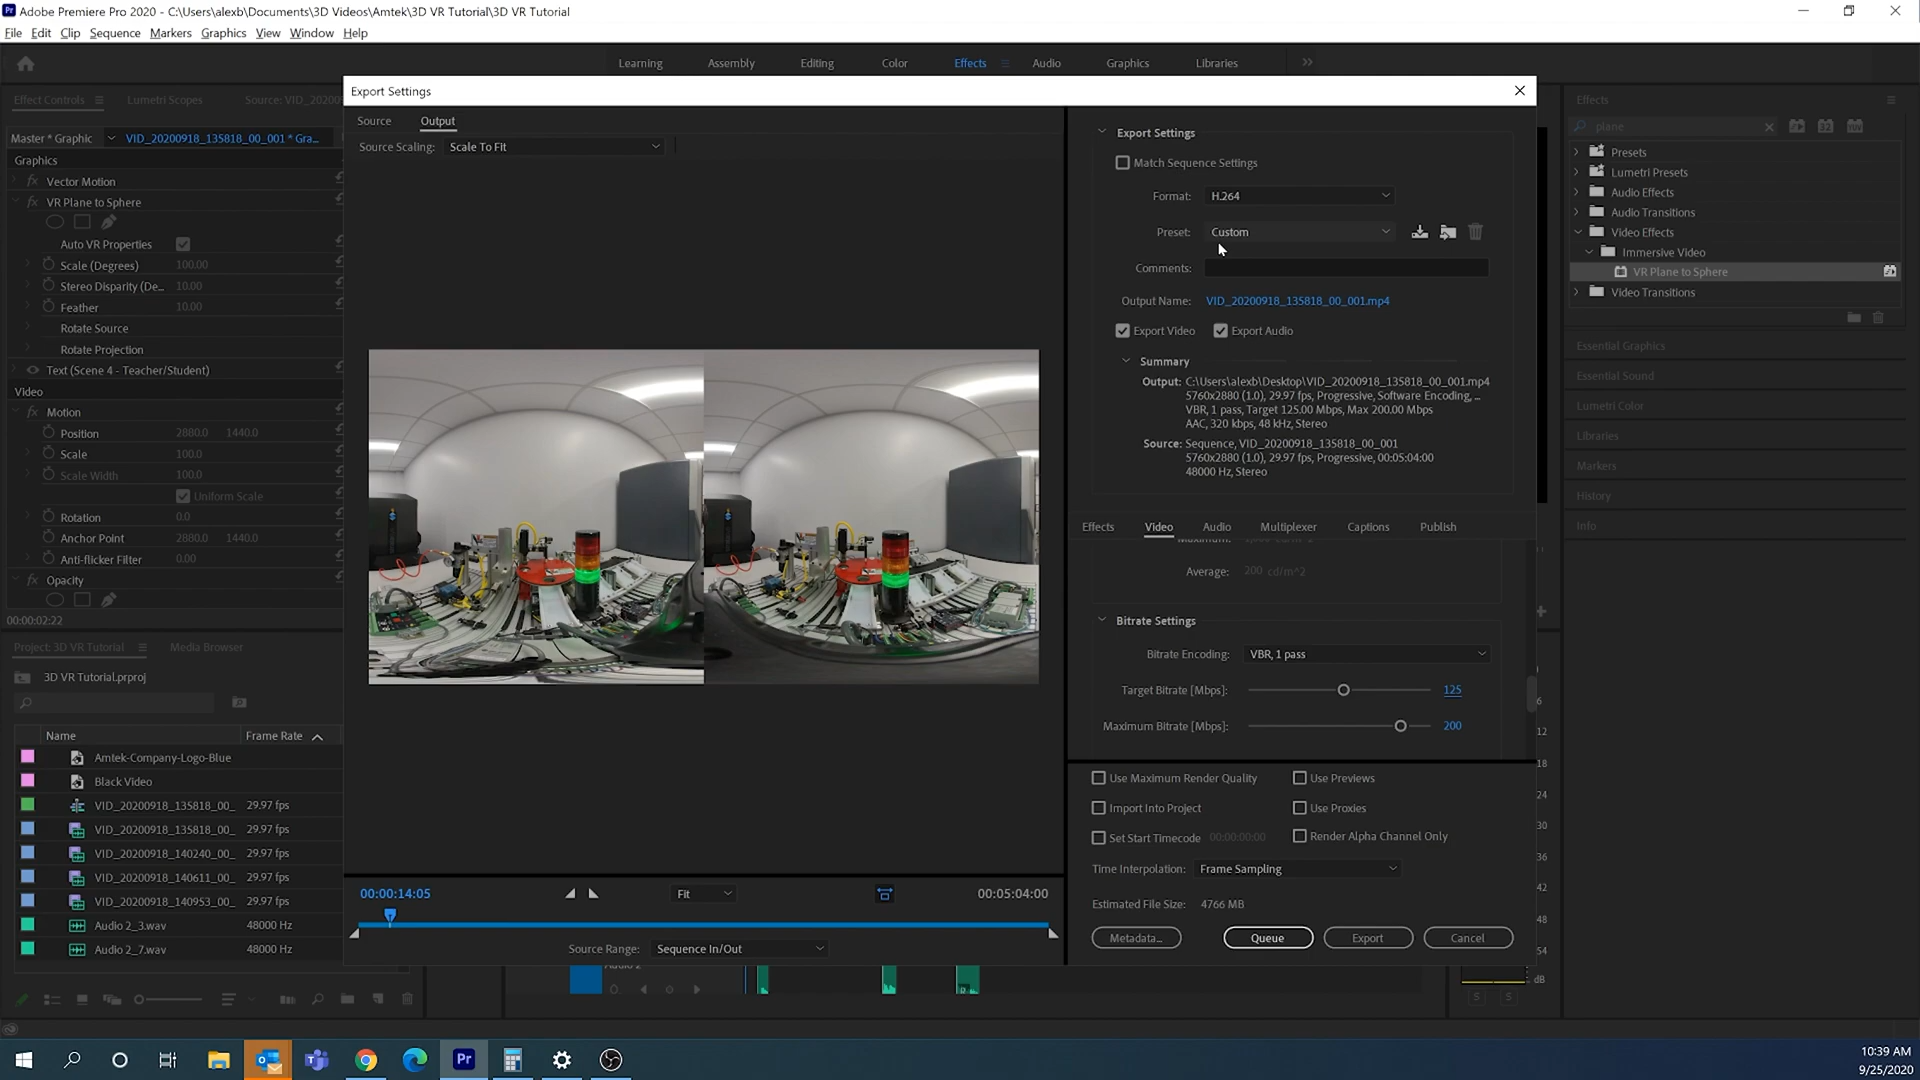 Adobe Premiere Pro 2020 - C:\Users\alexb\Documents\3D Videos\Amtek\3D VR Tutorial\3D VR Tutorial
File Edit Clip Sequence Markers Graphics View Window Help
Learning Assembly Editing Color Effects Audio Graphics Libraries
Effect Controls Lumetri Scopes Source: VID_20200
Master * Graphic VID_20200918_135818_00_001 * Gra...
Graphics
Vector Motion
VR Plane to Sphere
Auto VR Properties
Scale (Degrees) 100.00
Stereo Disparity (De... 10.00
Feather 10.00
Rotate Source
Rotate Projection
Text (Scene 4 - Teacher/Student)
Video
Motion
Position 2880.0 1440.0
Scale 100.0
Scale Width 100.0
Uniform Scale
Rotation 0.0
Anchor Point 2880.0 1440.0
Anti-flicker Filter 0.00
Opacity
00:00:02:22
Project: 3D VR Tutorial Media Browser
3D VR Tutorial.prproj
Name Frame Rate
Amtek-Company-Logo-Blue
Black Video
VID_20200918_135818_00_ 29.97 fps
VID_20200918_135818_00_ 29.97 fps
VID_20200918_140240_00_ 29.97 fps
VID_20200918_140611_00_ 29.97 fps
VID_20200918_140953_00_ 29.97 fps
Audio 2_3.wav 48000 Hz
Audio 2_7.wav 48000 Hz
Export Settings
Source Output
Source Scaling: Scale To Fit
00:00:14:05 Fit 00:05:04:00
Source Range: Sequence In/Out
Export Settings
Match Sequence Settings
Format: H.264
Preset: Custom
Comments:
Output Name: VID_20200918_135818_00_001.mp4
Export Video Export Audio
Summary
Output: C:\Users\alexb\Desktop\VID_20200918_135818_00_001.mp4
5760x2880 (1.0), 29.97 fps, Progressive, Software Encoding, ...
VBR, 1 pass, Target 125.00 Mbps, Max 200.00 Mbps
AAC, 320 kbps, 48 kHz, Stereo
Source: Sequence, VID_20200918_135818_00_001
5760x2880 (1.0), 29.97 fps, Progressive, 00:05:04:00
48000 Hz, Stereo
Effects Video Audio Multiplexer Captions Publish
Average: 200 cd/m^2
Bitrate Settings
Bitrate Encoding: VBR, 1 pass
Target Bitrate [Mbps]: 125
Maximum Bitrate [Mbps]: 200
Use Maximum Render Quality Use Previews
Import Into Project Use Proxies
Set Start Timecode 00:00:00:00 Render Alpha Channel Only
Time Interpolation: Frame Sampling
Estimated File Size: 4766 MB
Metadata... Queue Export Cancel
Effects
plane
Presets
Lumetri Presets
Audio Effects
Audio Transitions
Video Effects
Immersive Video
VR Plane to Sphere
Video Transitions
Essential Graphics
Essential Sound
Lumetri Color
Libraries
Markers
History
Info
12
18
24
30
36
42
48
54
dB
S S
10:39 AM
9/25/2020